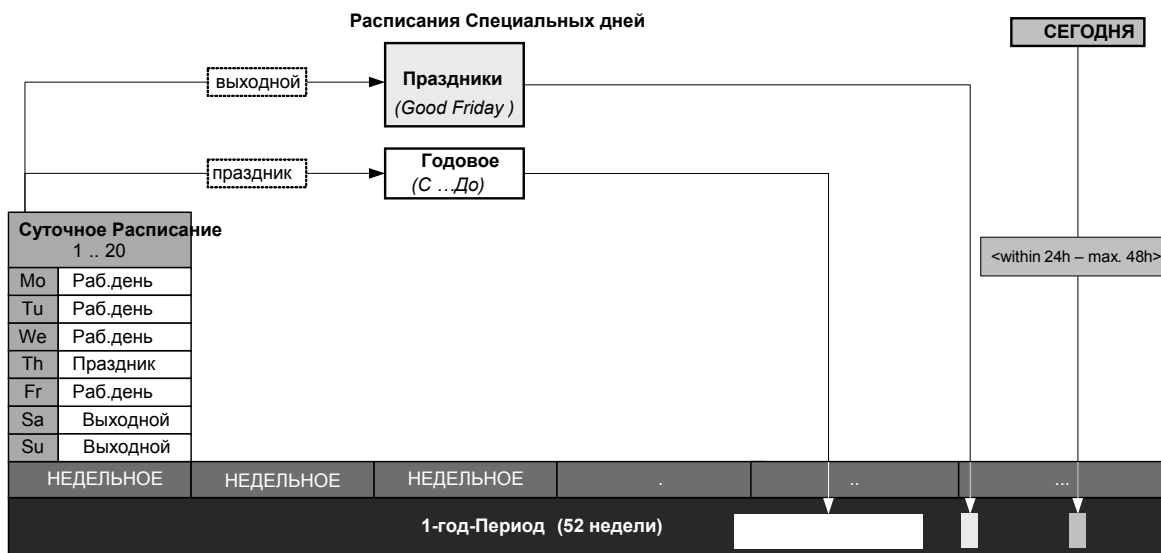 Расписания Специальных дней
СЕГОДНЯ
выходной
Праздники
(Good Friday )
праздник
Годовое
(С …До)
Суточное Расписание
1 .. 20
<within 24h – max. 48h>
Mo Раб.день
Tu Раб.день
We Раб.день
Th Праздник
Fr Раб.день
Sa Выходной
Su Выходной
НЕДЕЛЬНОЕ НЕДЕЛЬНОЕ НЕДЕЛЬНОЕ . .. ...
1-год-Период (52 недели)